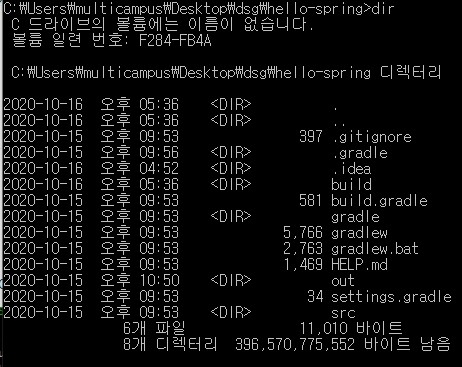 C:₩Users₩multicampus₩Desktop₩dsg₩hello-spring>dir
 C 드라이브의 볼륨에는 이름이 없습니다.
 볼륨 일련 번호: F284-FB4A
 C:₩Users₩multicampus₩Desktop₩dsg₩hello-spring 디렉터리
2020-10-16  오후 05:36    <DIR>          .
2020-10-16  오후 05:36    <DIR>          ..
2020-10-15  오후 09:53               397 .gitignore
2020-10-15  오후 09:56    <DIR>          .gradle
2020-10-16  오후 04:52    <DIR>          .idea
2020-10-16  오후 05:36    <DIR>          build
2020-10-15  오후 09:53               581 build.gradle
2020-10-15  오후 09:53    <DIR>          gradle
2020-10-15  오후 09:53             5,766 gradlew
2020-10-15  오후 09:53             2,763 gradlew.bat
2020-10-15  오후 09:53             1,469 HELP.md
2020-10-15  오후 10:50    <DIR>          out
2020-10-15  오후 09:53                34 settings.gradle
2020-10-15  오후 09:53    <DIR>          src
               6개 파일              11,010 바이트
               8개 디렉터리  396,570,775,552 바이트 남음